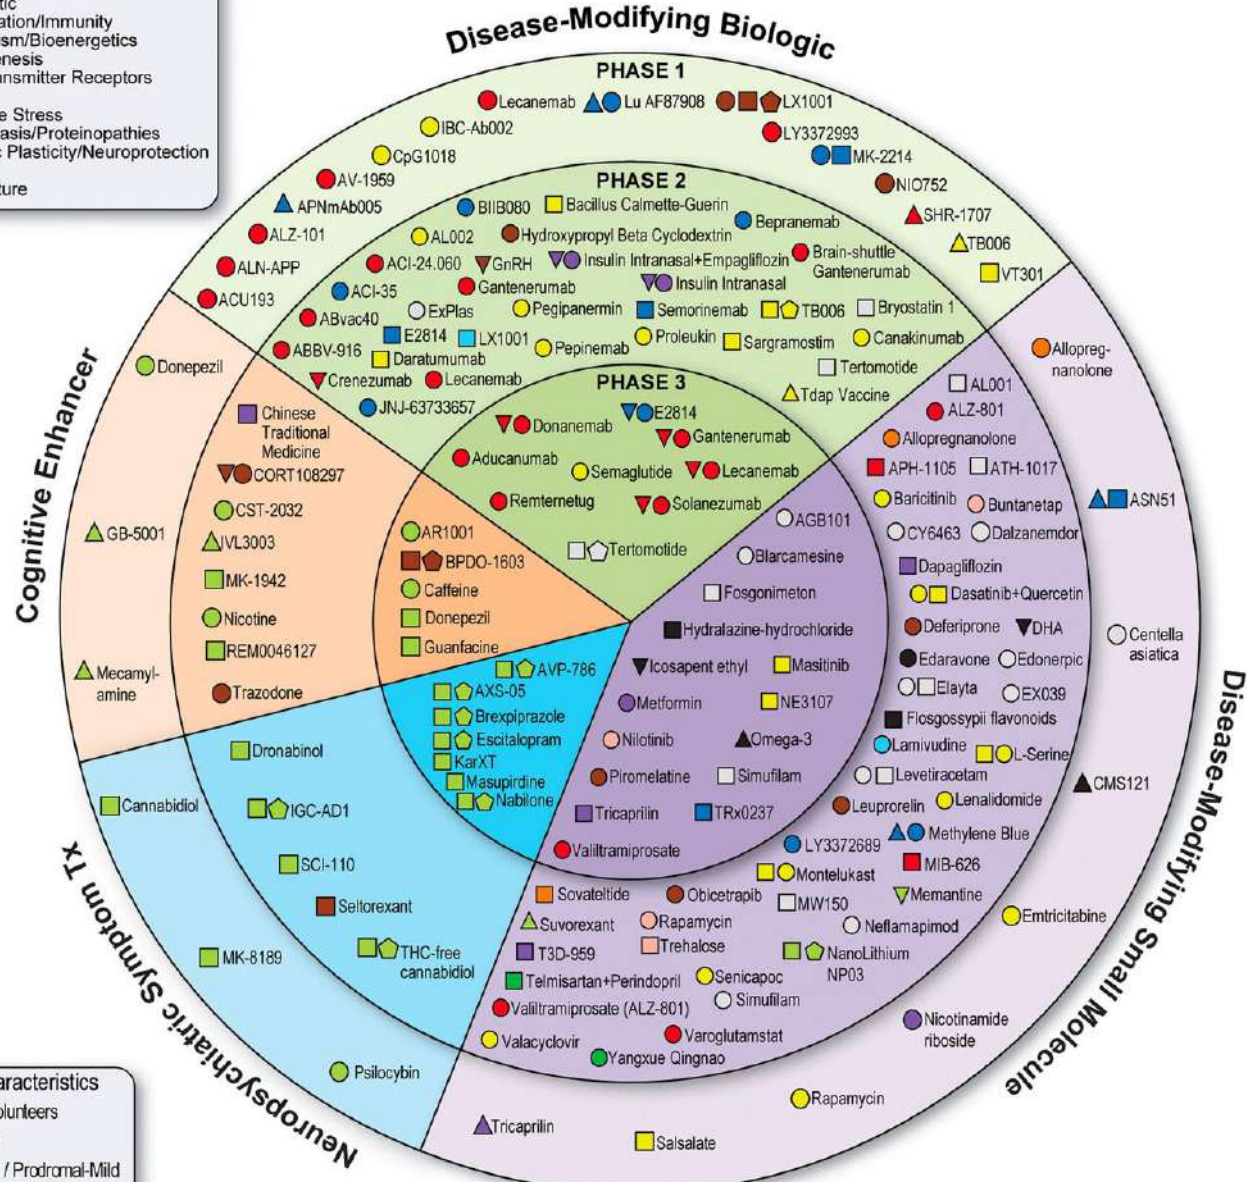 tic
ation/Immunity
ism/Bioenergetics
enesis
nsmitter Receptors
e Stress
asis/Proteinopathies
c Plasticity/Neuroprotection
ture
Disease-Modifying Biologic
PHASE 1
Lecanemab
Lu AF87908
LX1001
IBC-Ab002
LY3372993
CpG1018
MK-2214
AV-1959
NIO752
APNmAb005
SHR-1707
ALZ-101
TB006
ALN-APP
VT301
ACU193
PHASE 2
BIIB080
Bacillus Calmette-Guerin
Bepranemab
AL002
Hydroxypropyl Beta Cyclodextrin
Brain-shuttle
Gantenerumab
ACI-24.060
GnRH
Insulin Intranasal+Empagliflozin
ACI-35
Gantenerumab
Insulin Intranasal
ABvac40
ExPlas
Pegipanermin
Semorinemab
TB006
Bryostatin 1
ABBV-916
E2814
LX1001
Pepinemab
Proleukin
Sargramostim
Canakinumab
Daratumumab
Crenezumab
Lecanemab
Tertomotide
JNJ-63733657
Tdap Vaccine
PHASE 3
E2814
Donanemab
Gantenerumab
Aducanumab
Semaglutide
Lecanemab
Remternetug
Solanezumab
Tertomotide
Cognitive Enhancer
Donepezil
GB-5001
Mecamyl-
amine
Chinese
Traditional
Medicine
CORT108297
CST-2032
IVL3003
MK-1942
Nicotine
REM0046127
Trazodone
AR1001
BPDO-1603
Caffeine
Donepezil
Guanfacine
Neuropsychiatric Symptom Tx
AVP-786
AXS-05
Brexpiprazole
Escitalopram
KarXT
Masupirdine
Nabilone
Dronabinol
IGC-AD1
SCI-110
Seltorexant
THC-free
cannabidiol
Cannabidiol
MK-8189
Psilocybin
Disease-Modifying Small Molecule
AGB101
Blarcamesine
Fosgonimeton
Hydralazine-hydrochloride
Icosapent ethyl
Masitinib
Metformin
NE3107
Nilotinib
Omega-3
Piromelatine
Simufilam
Tricaprilin
TRx0237
Valiltramiprosate
AL001
ALZ-801
Allopregnanolone
APH-1105
ATH-1017
Baricitinib
Buntanetap
CY6463
Dalzanemdor
Dapagliflozin
Dasatinib+Quercetin
Deferiprone
DHA
Edaravone
Edonerpic
Elayta
EX039
Flosgossypii flavonoids
Lamivudine
L-Serine
Levetiracetam
Leuprorelin
Lenalidomide
LY3372689
Methylene Blue
MIB-626
Montelukast
MW150
Memantine
Neflamapimod
NanoLithium
NP03
Sovateltide
Obicetrapib
Suvorexant
Rapamycin
T3D-959
Trehalose
Telmisartan+Perindopril
Senicapoc
Valiltramiprosate (ALZ-801)
Simufilam
Valacyclovir
Varoglutamstat
Yangxue Qingnao
Allopreg-
nanolone
ASN51
Centella
asiatica
CMS121
Emtricitabine
Nicotinamide
riboside
Rapamycin
Salsalate
Tricaprilin
aracteristics
olunteers
/ Prodromal-Mild